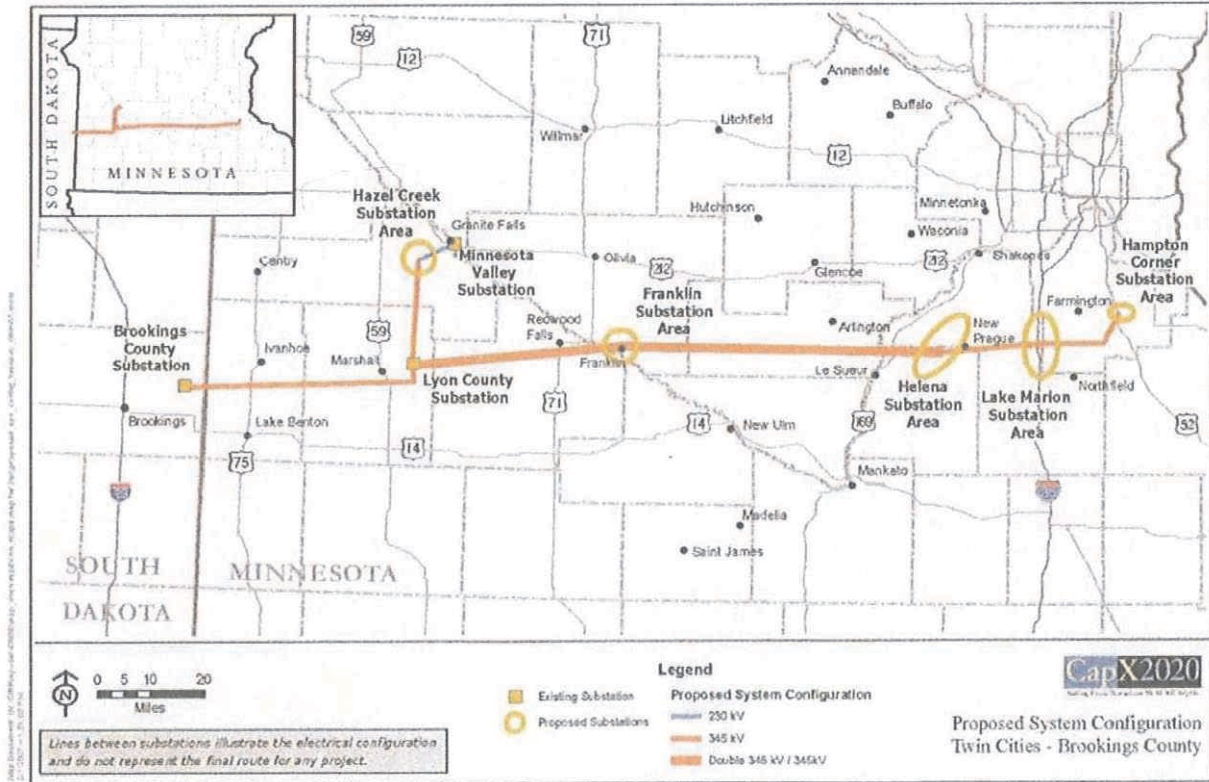 SOUTH DAKOTA
MINNESOTA
59
12
71
Annandale
Buffalo
Litchfield
Willmar
12
Hazel Creek
Substation
Area
Granite Falls
Minnesota
Valley
Substation
Hutchinson
Minnetonka
Waconia
Shakopee
Hampton
Corner
Substation
Area
Canby
Olivia
212
Glencoe
212
Farmington
Franklin
Substation
Area
Redwood
Falls
Arlington
New
Prague
Brookings
County
Substation
59
Ivanhoe
Marshall
Franklin
Le Sueur
Lyon County
Substation
Helena
Substation
Area
Lake Marion
Substation
Area
Northfield
Brookings
Lake Benton
71
14
New Ulm
169
52
75
14
Mankato
Madelia
Saint James
SOUTH
DAKOTA
MINNESOTA
N
0 5 10 20
Miles
Legend
Existing Substation
Proposed Substations
Proposed System Configuration
230 kV
345 kV
Double 345 kV / 345kV
CapX2020
Lines between substations illustrate the electrical configuration
and do not represent the final route for any project.
Proposed System Configuration
Twin Cities - Brookings County